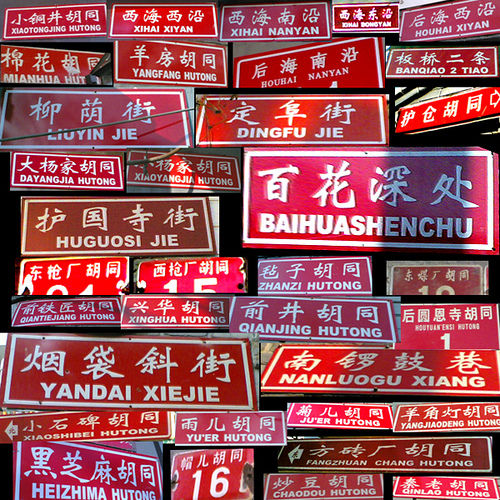 小铜井胡同
XIAOTONGJING HUTONG
西海西沿
XIHAI XIYAN
西海南沿
XIHAI NANYAN
西海东沿
XIHAI DONGYAN
后海西沿
HOUHAI XIYAN
棉花胡同
MIANHUA HUT
羊房胡同
YANGFANG HUTONG
后海南沿
HOUHAI NANYAN
板桥二条
BANQIAO 2 TIAO
柳荫街
LIUYIN JIE
定阜街
DINGFU JIE
护仓胡同
大杨家胡同
DAYANGJIA HUTONG
小杨家胡同
XIAOYANGJIA HUTONG
百花深处
BAIHUASHENCHU
护国寺街
HUGUOSI JIE
东枪厂胡同
西枪厂胡同
15
毡子胡同
ZHANZI HUTONG
东煤厂胡同
前铁匠胡同
QIANTIEJIANG HUTONG
兴华胡同
XINGHUA HUTONG
前井胡同
QIANJING HUTONG
后圆恩寺胡同
HOUYUAN'ENSI HUTONG
1
烟袋斜街
YANDAI XIEJIE
南锣鼓巷
NANLUOGU XIANG
小石碑胡同
XIAOSHIBEI HUTONG
雨儿胡同
YU'ER HUTONG
菊儿胡同
JU'ER HUTONG
羊角灯胡同
YANGJIAODENG HUTONG
黑芝麻胡同
HEIZHIMA HUTONG
帽儿胡同
16
方砖厂胡同
FANGZHUAN CHANG HUTONG
炒豆胡同
CHAODOU HUTONG
秦老胡同
QINLAO HUTONG